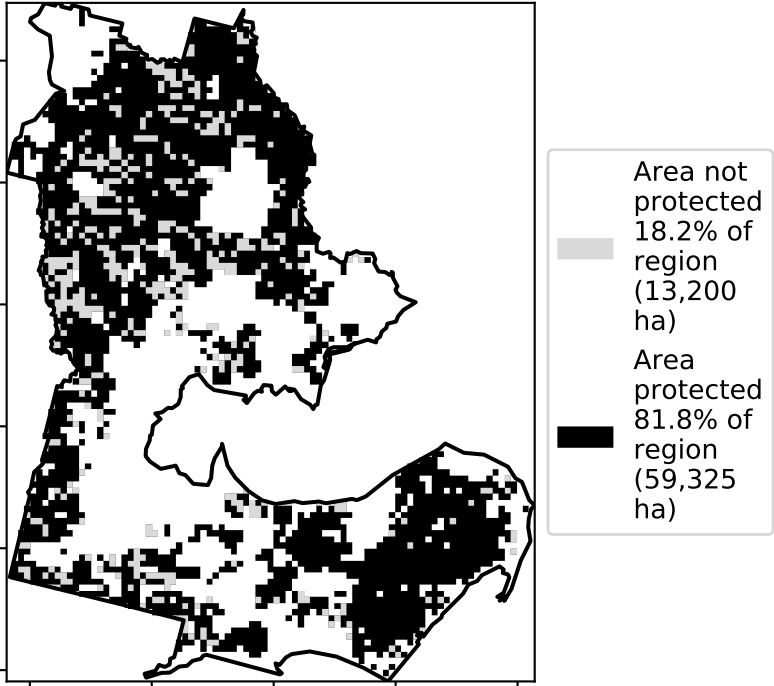 Area not
protected
18.2% of
region
(13,200
ha)
Area
protected
81.8% of
region
(59,325
ha)